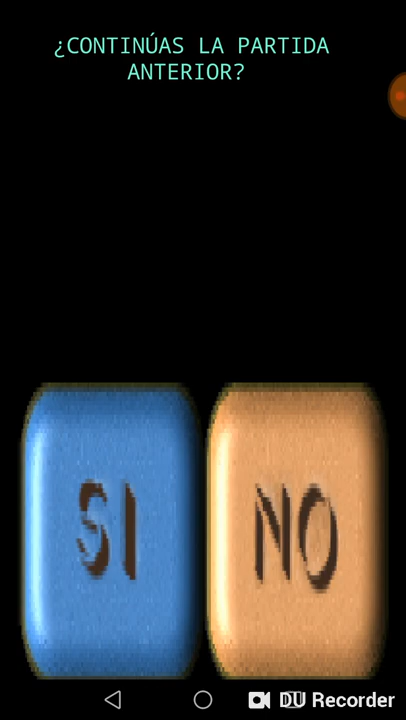 ¿CONTINÚAS LA PARTIDA
ANTERIOR?
SI NO
DU Recorder